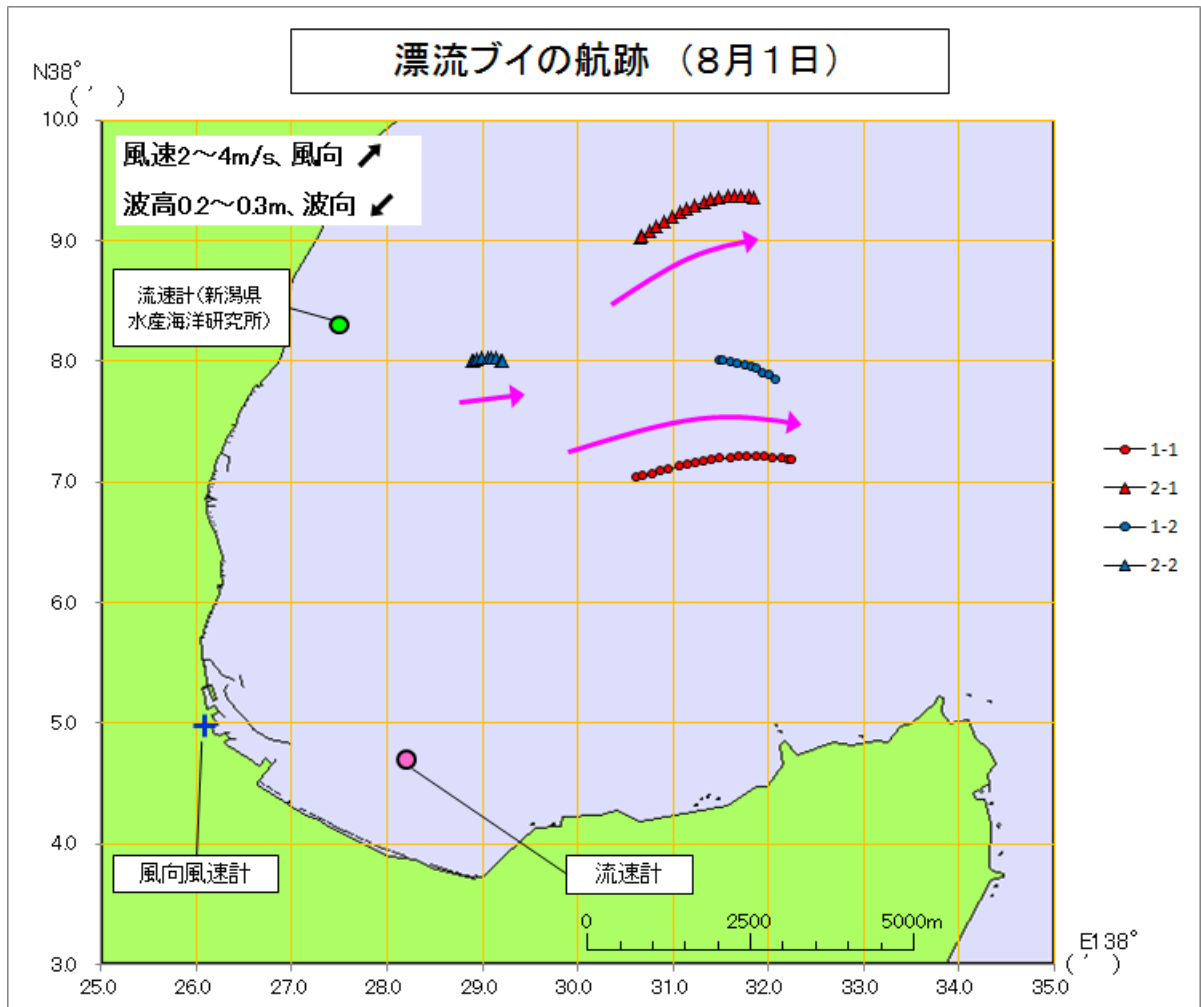 漂流ブイの航跡 （８月１日）
N38°
(　′　)
10.0
9.0
8.0
7.0
6.0
5.0
4.0
3.0
風速2～4m/s、風向 ↗
波高0.2～0.3m、波向 ↙
流速計(新潟県
水産海洋研究所)
風向風速計
流速計
0 2500 5000m
1-1
2-1
1-2
2-2
E138°
(　′　)
25.0 26.0 27.0 28.0 29.0 30.0 31.0 32.0 33.0 34.0 35.0